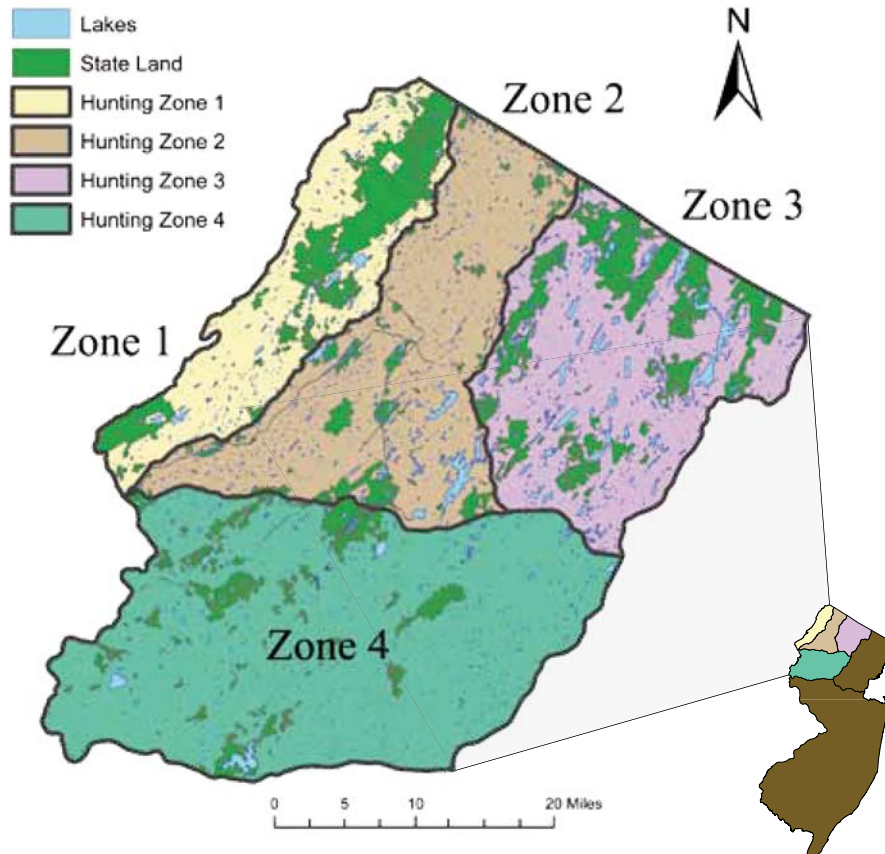 Lakes
State Land
Hunting Zone 1
Hunting Zone 2
Hunting Zone 3
Hunting Zone 4
N
Zone 2
Zone 3
Zone 1
Zone 4
0 5 10 20 Miles